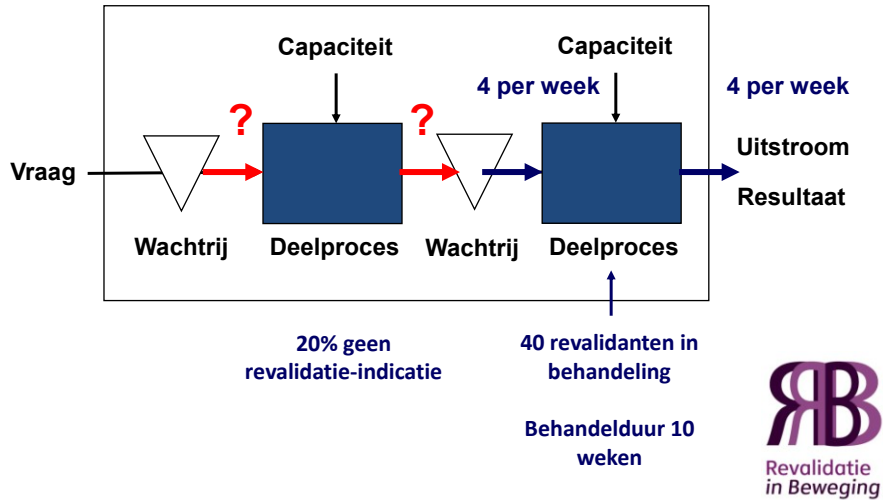 Capaciteit
Capaciteit
4 per week
4 per week
?
?
Vraag
Uitstroom
Resultaat
Wachtrij
Deelproces
Wachtrij
Deelproces
20% geen
revalidatie-indicatie
40 revalidanten in
behandeling
Behandelduur 10
weken
RRBB
Revalidatie
in Beweging